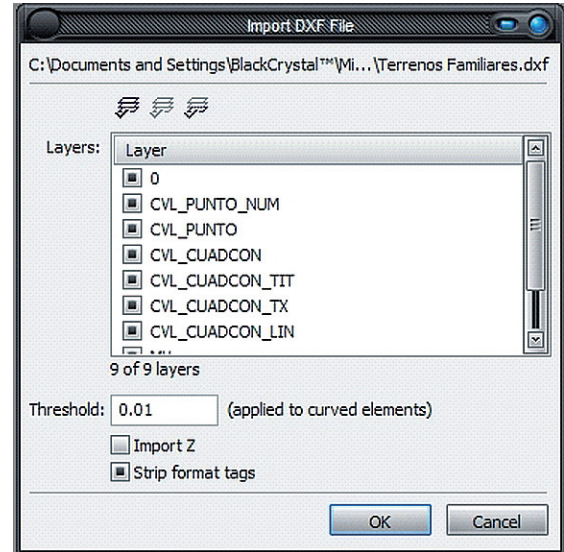 Import DXF File
C:\Documents and Settings\BlackCrystal™\Mi...\Terrenos Familiares.dxf
Layers:
Layer
0
CVL_PUNTO_NUM
CVL_PUNTO
CVL_CUADCON
CVL_CUADCON_TIT
CVL_CUADCON_TX
CVL_CUADCON_LIN
9 of 9 layers
Threshold: 0.01 (applied to curved elements)
Import Z
Strip format tags
OK Cancel